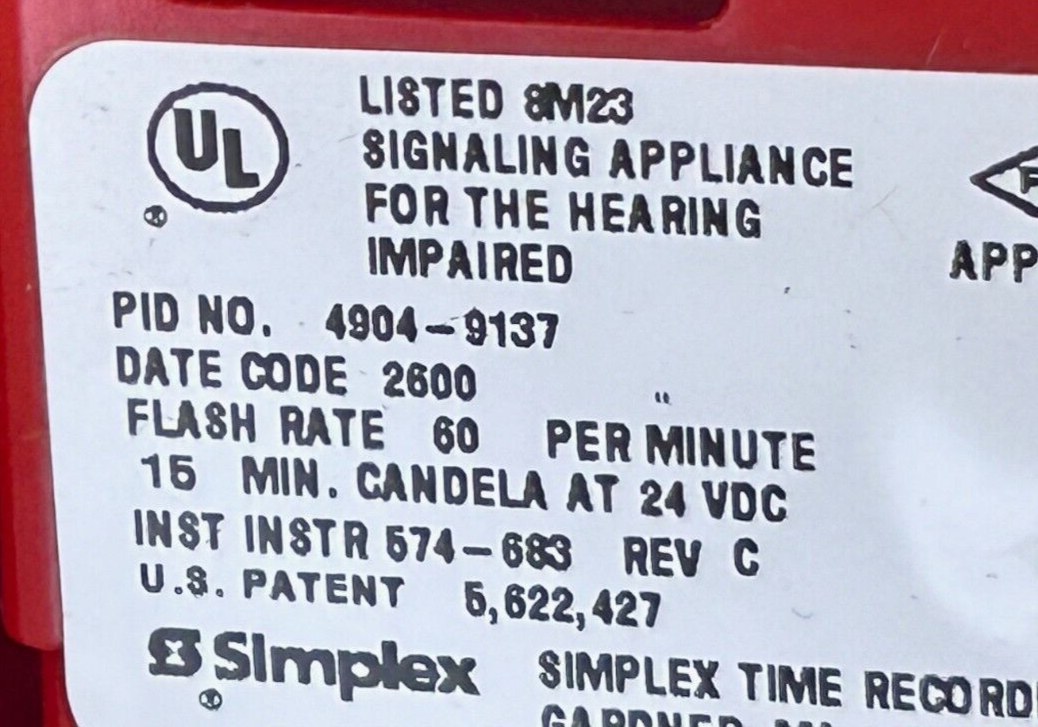 UL LISTED 8M23
SIGNALING APPLIANCE
FOR THE HEARING
® IMPAIRED
APP
PID NO. 4904-9137
DATE CODE 2600
FLASH RATE 60 PER MINUTE
15 MIN. CANDELA AT 24 VDC
INST INSTR 574-683 REV C
U.S. PATENT 5,622,427
Simplex ® SIMPLEX TIME RECORD